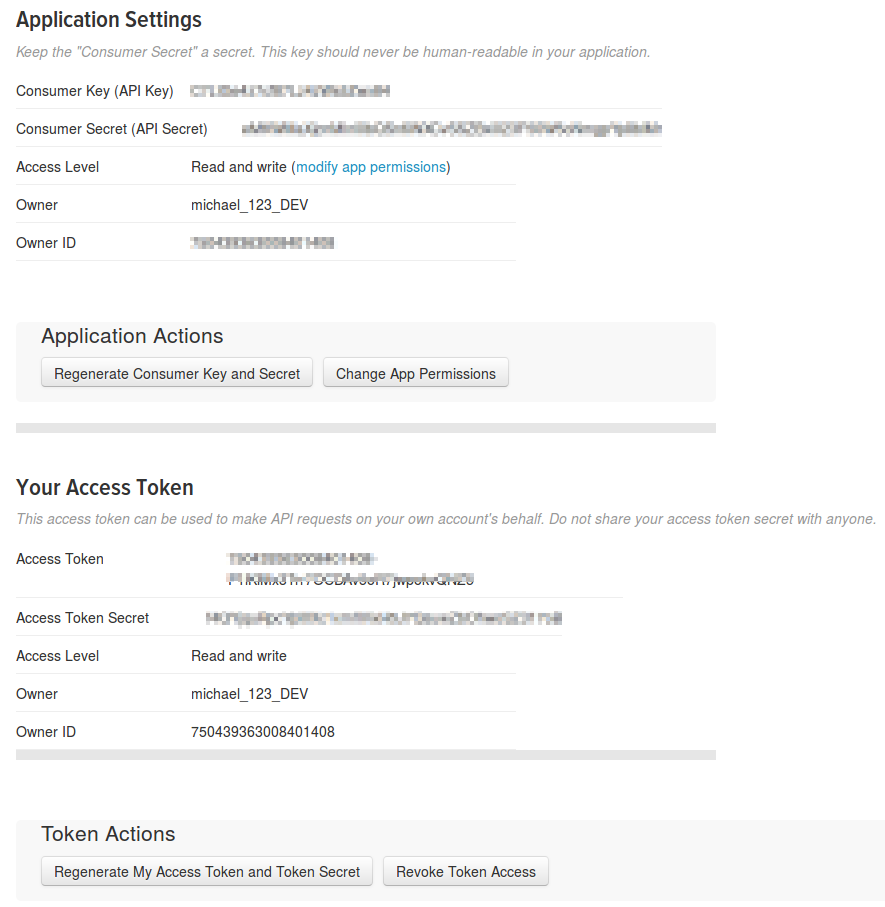 Application Settings
Keep the "Consumer Secret" a secret. This key should never be human-readable in your application.
Consumer Key (API Key)
Consumer Secret (API Secret)
Access Level Read and write (modify app permissions)
Owner michael_123_DEV
Owner ID
Application Actions
Regenerate Consumer Key and Secret Change App Permissions
Your Access Token
This access token can be used to make API requests on your own account's behalf. Do not share your access token secret with anyone.
Access Token
Access Token Secret
Access Level Read and write
Owner michael_123_DEV
Owner ID 750439363008401408
Token Actions
Regenerate My Access Token and Token Secret Revoke Token Access